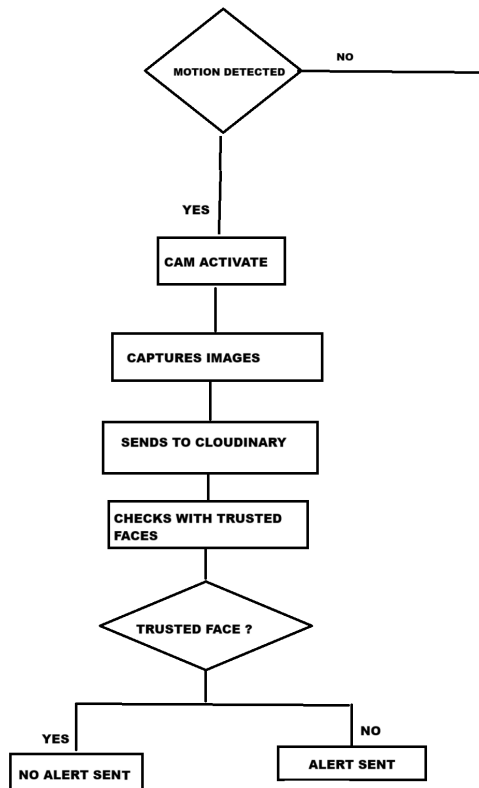 MOTION DETECTED
NO
YES
CAM ACTIVATE
CAPTURES IMAGES
SENDS TO CLOUDINARY
CHECKS WITH TRUSTED
FACES
TRUSTED FACE ?
YES
NO
NO ALERT SENT
ALERT SENT